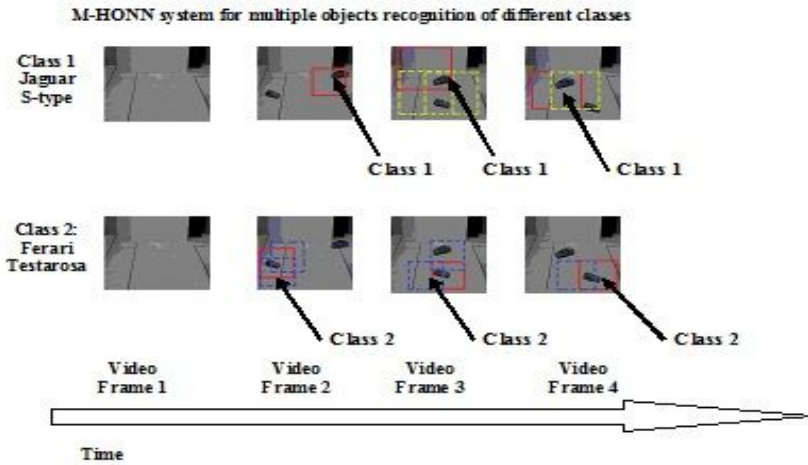 M-HONN system for multiple objects recognition of different classes
Class 1
Jaguar
S-type
Class 1
Class 1
Class 1
Class 2:
Ferari
Testarosa
Class 2
Class 2
Class 2
Video
Frame 1
Video
Frame 2
Video
Frame 3
Video
Frame 4
Time